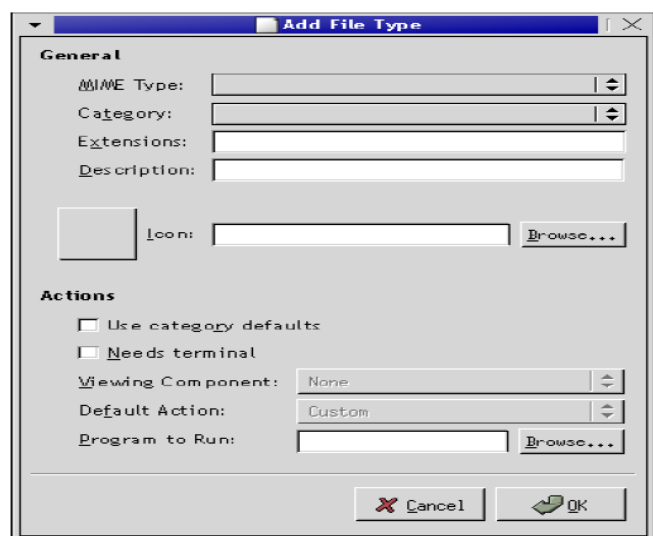 Add File Type
General
MIME Type:
Category:
Extensions:
Description:
Icon:
Browse...
Actions
Use category defaults
Needs terminal
Viewing Component: None
Default Action: Custom
Program to Run:
Browse...
Cancel
OK